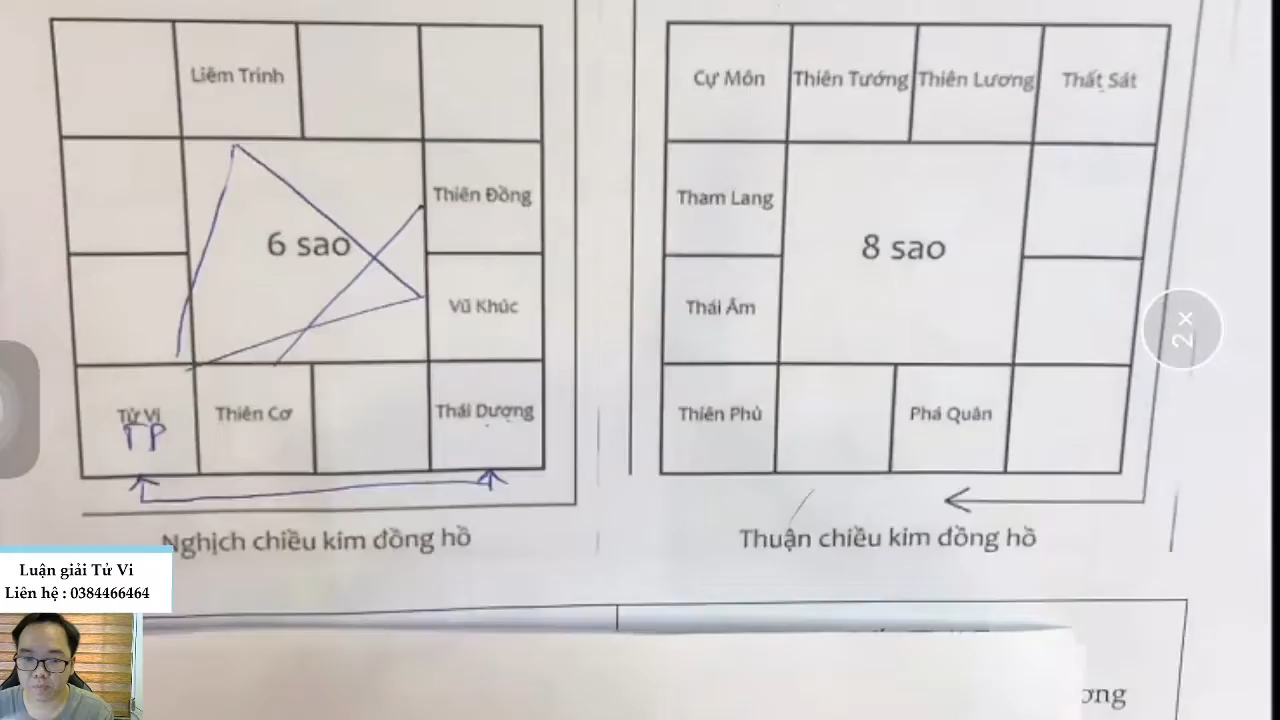 Liêm Trinh
Thiên Đồng
6 sao
Vũ Khúc
Tử Vi
TP
Thiên Cơ
Thái Dượng
Nghịch chiều kim đồng hồ
Cự Môn
Thiên Tướng
Thiên Lương
Thất Sát
Tham Lang
8 sao
Thái Âm
Thiên Phủ
Phá Quân
Thuận chiều kim đồng hồ
2 ×
Luận giải Tử Vi
Liên hệ : 0384466464